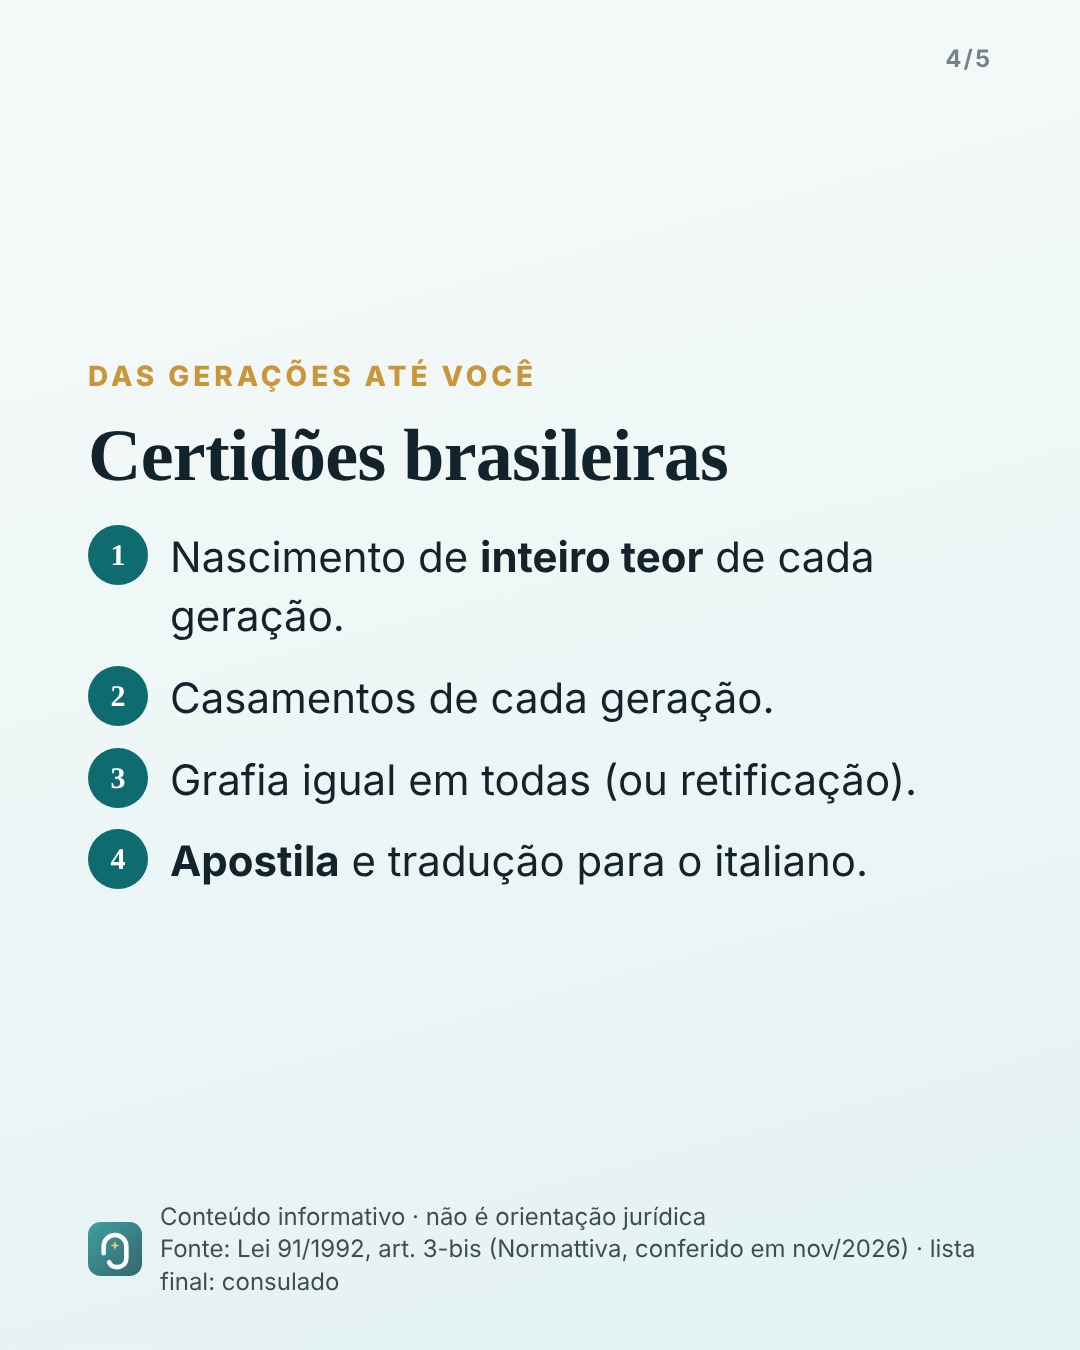 4/5
DAS GERAÇÕES ATÉ VOCÊ
Certidões brasileiras
1 Nascimento de inteiro teor de cada
geração.
2 Casamentos de cada geração.
3 Grafia igual em todas (ou retificação).
4 Apostila e tradução para o italiano.
Conteúdo informativo · não é orientação jurídica
Fonte: Lei 91/1992, art. 3-bis (Normattiva, conferido em nov/2026) · lista
final: consulado